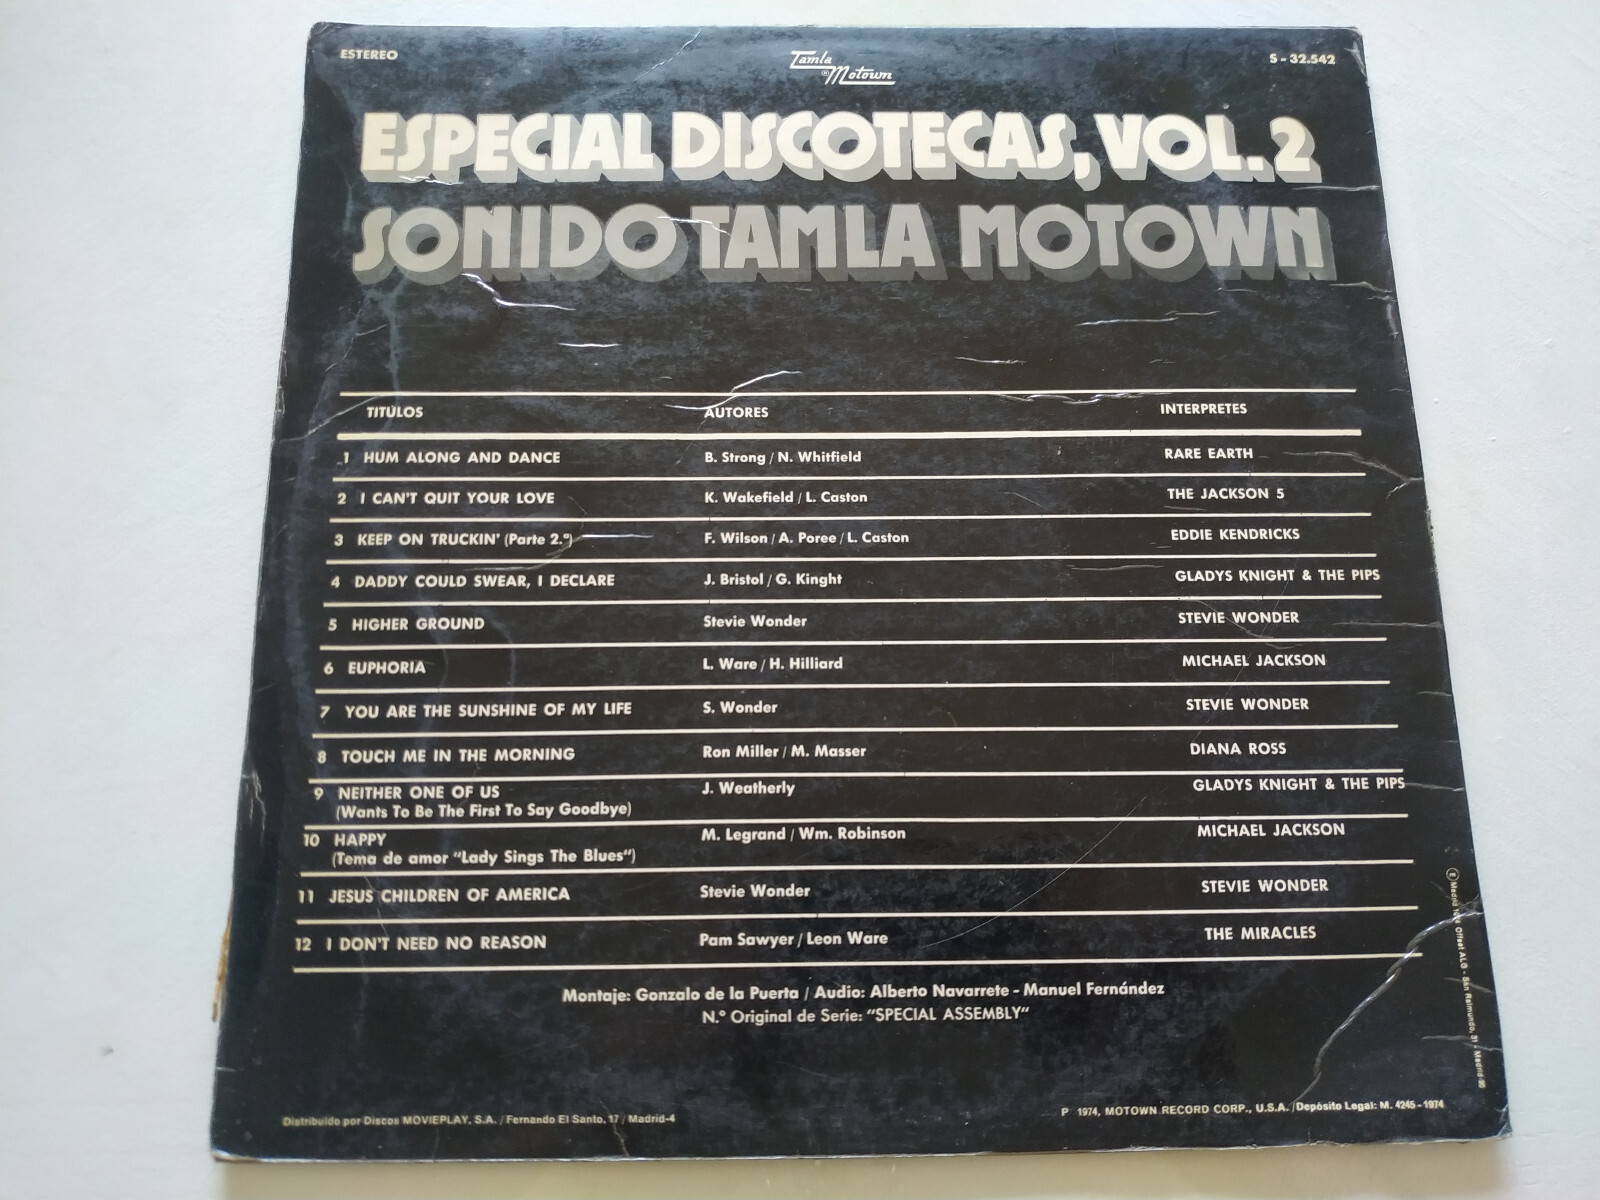 ESTEREO
Tamla Motown
S - 32.542
ESPECIAL DISCOTECAS, VOL. 2
SONIDO TAMLA MOTOWN
TITULOS AUTORES INTERPRETES
1 HUM ALONG AND DANCE B. Strong / N. Whitfield RARE EARTH
2 I CAN'T QUIT YOUR LOVE K. Wakefield / L. Caston THE JACKSON 5
3 KEEP ON TRUCKIN' (Parte 2.ª) F. Wilson / A. Poree / L. Caston EDDIE KENDRICKS
4 DADDY COULD SWEAR, I DECLARE J. Bristol / G. Kinght GLADYS KNIGHT & THE PIPS
5 HIGHER GROUND Stevie Wonder STEVIE WONDER
6 EUPHORIA L. Ware / H. Hilliard MICHAEL JACKSON
7 YOU ARE THE SUNSHINE OF MY LIFE S. Wonder STEVIE WONDER
8 TOUCH ME IN THE MORNING Ron Miller / M. Masser DIANA ROSS
9 NEITHER ONE OF US J. Weatherly GLADYS KNIGHT & THE PIPS
(Wants To Be The First To Say Goodbye)
10 HAPPY M. Legrand / Wm. Robinson MICHAEL JACKSON
(Tema de amor "Lady Sings The Blues")
11 JESUS CHILDREN OF AMERICA Stevie Wonder STEVIE WONDER
12 I DON'T NEED NO REASON Pam Sawyer / Leon Ware THE MIRACLES
Montaje: Gonzalo de la Puerta / Audio: Alberto Navarrete - Manuel Fernández
N.º Original de Serie: "SPECIAL ASSEMBLY"
Distribuido por Discos MOVIEPLAY, S.A. / Fernando El Santo, 17 / Madrid-4
P 1974, MOTOWN RECORD CORP., U.S.A. / Depósito Legal: M. 4245 - 1974
E Madrid Offset ALG - San Raimundo, 31 - Madrid-20